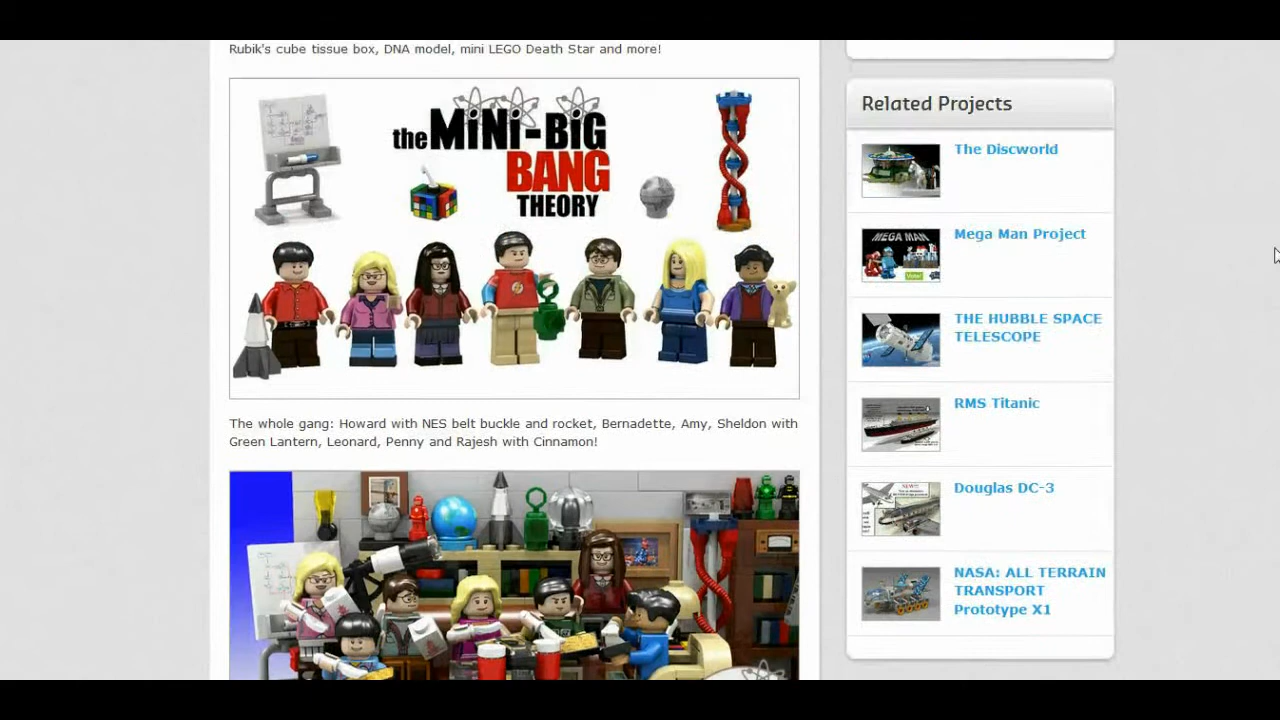 Rubik's cube tissue box, DNA model, mini LEGO Death Star and more!
the MiNi-BiG
BANG
THEORY
The whole gang: Howard with NES belt buckle and rocket, Bernadette, Amy, Sheldon with
Green Lantern, Leonard, Penny and Rajesh with Cinnamon!
Related Projects
The Discworld
MEGA MAN
Vote!
Mega Man Project
THE HUBBLE SPACE
TELESCOPE
RMS Titanic
Douglas DC-3
NASA: ALL TERRAIN
TRANSPORT
Prototype X1